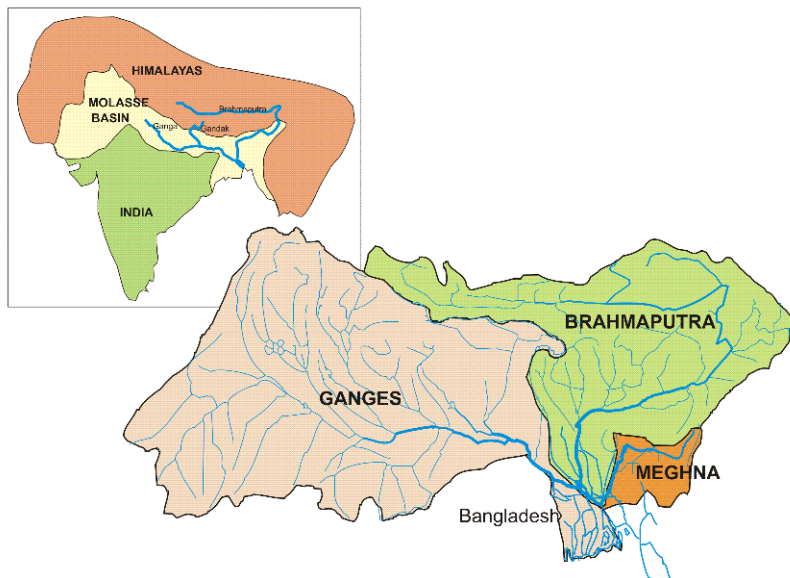 HIMALAYAS
MOLASSE
BASIN
Brahmaputra
Ganga
Gandak
INDIA
BRAHMAPUTRA
GANGES
MEGHNA
Bangladesh